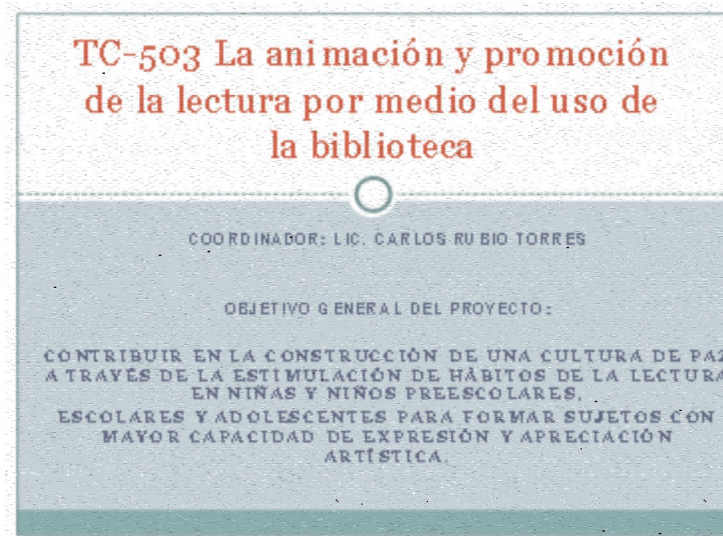 TC-503 La animación y promoción
de la lectura por medio del uso de
la biblioteca
COORDINADOR: LIC. CARLOS RUBIO TORRES
OBJETIVO GENERAL DEL PROYECTO:
CONTRIBUIR EN LA CONSTRUCCIÓN DE UNA CULTURA DE PAZ
A TRAVÉS DE LA ESTIMULACIÓN DE HÁBITOS DE LA LECTURA
EN NIÑAS Y NIÑOS PREESCOLARES,
ESCOLARES Y ADOLESCENTES PARA FORMAR SUJETOS CON
MAYOR CAPACIDAD DE EXPRESIÓN Y APRECIACIÓN
ARTÍSTICA.